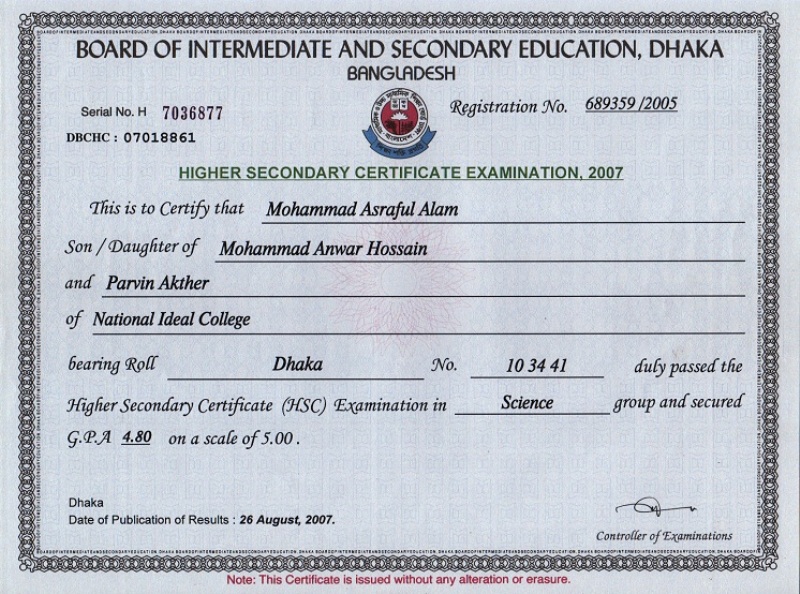 BOARD OF INTERMEDIATE AND SECONDARY EDUCATION, DHAKA
BANGLADESH
Serial No. H 7036877
Registration No. 689359 /2005
DBCHC : 07018861
HIGHER SECONDARY CERTIFICATE EXAMINATION, 2007
This is to Certify that Mohammad Asraful Alam
Son / Daughter of Mohammad Anwar Hossain
and Parvin Akther
of National Ideal College
bearing Roll Dhaka No. 10 34 41 duly passed the
Higher Secondary Certificate (HSC) Examination in Science group and secured
G.P.A 4.80 on a scale of 5.00 .
Dhaka
Date of Publication of Results : 26 August, 2007.
Controller of Examinations
Note: This Certificate is issued without any alteration or erasure.